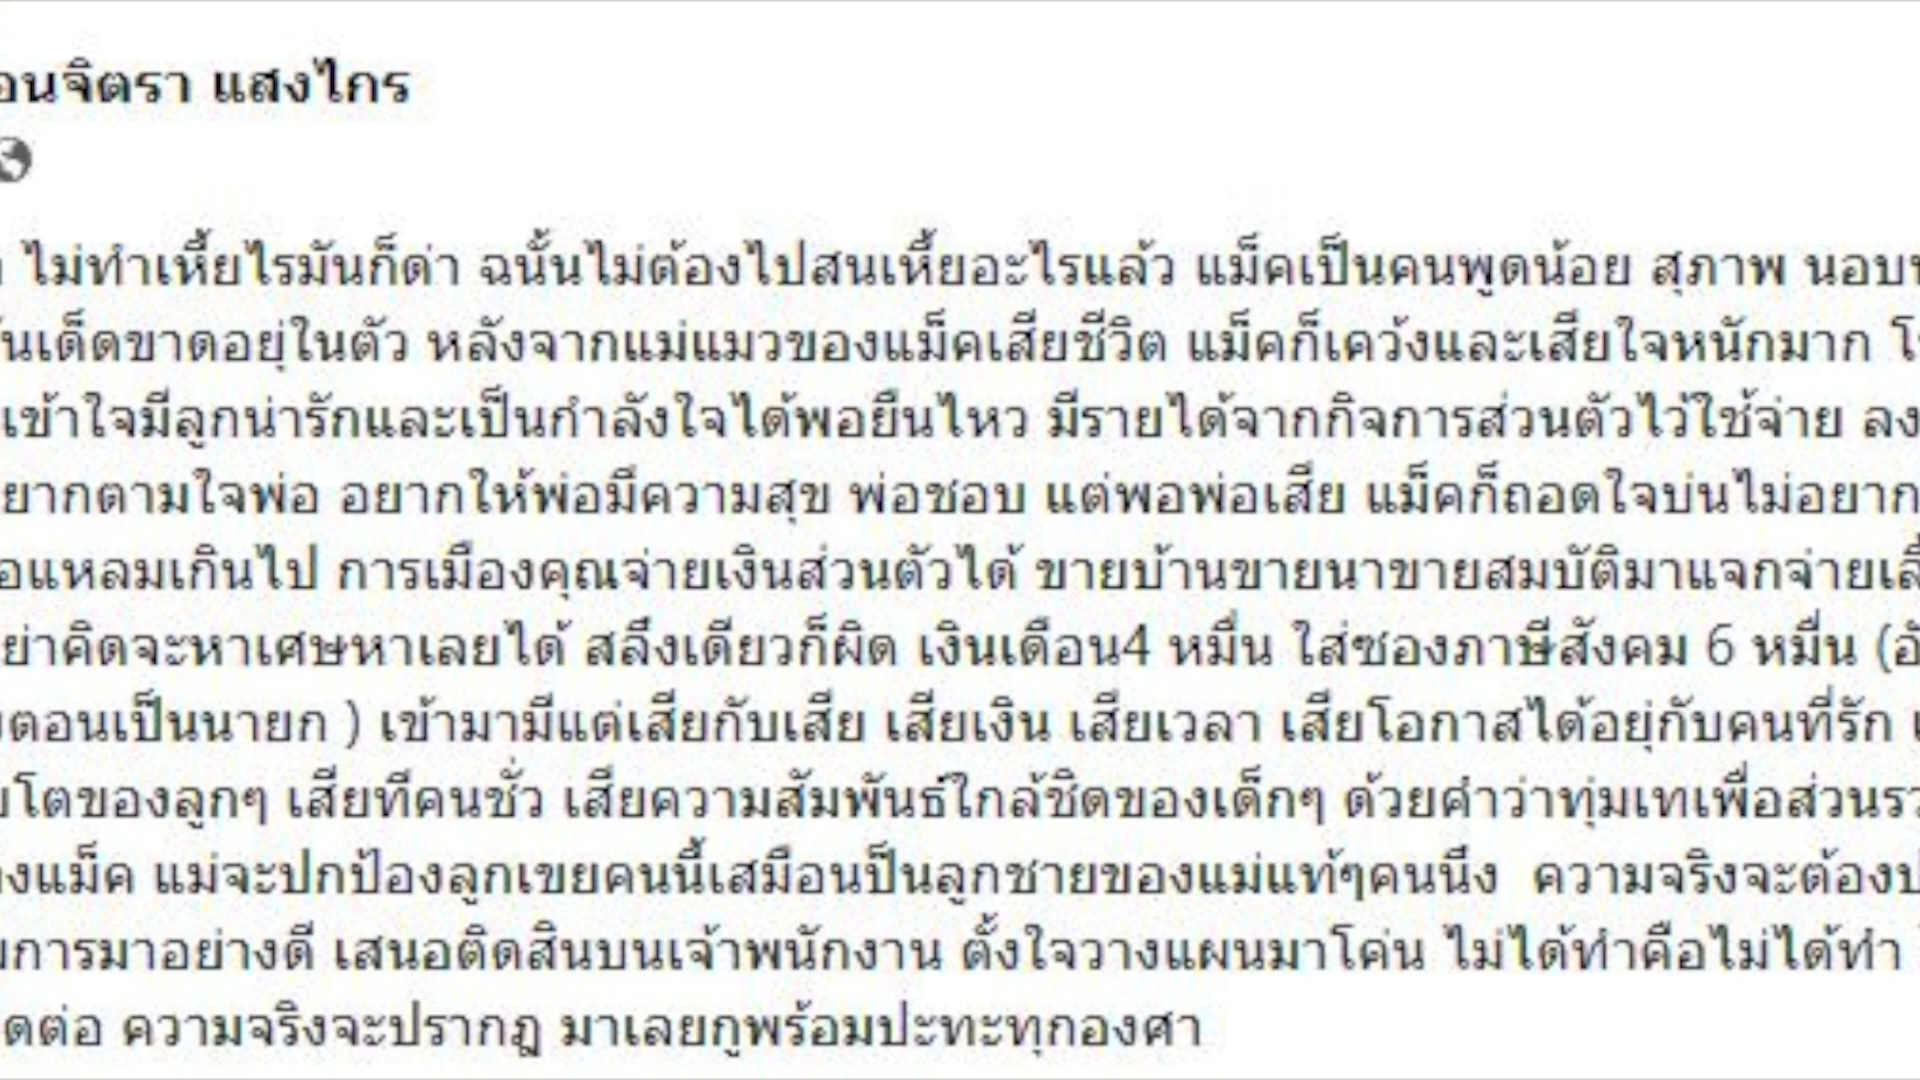 อนจิตรา แสงไกร
ไม่ทำเหี้ยไรมันก็ด่า ฉนั้นไม่ต้องไปสนเหี้ยอะไรแล้ว แม็คเป็นคนพูดน้อย สุภาพ นอบ
นเด็ดขาดอยู่ในตัว หลังจากแม่แมวของแม็คเสียชีวิต แม็คก็เคว้งและเสียใจหนักมาก
เข้าใจมีลูกน่ารักและเป็นกำลังใจได้พอยืนไหว มีรายได้จากกิจการส่วนตัวไว้ใช้จ่าย ลง
ยากตามใจพ่อ อยากให้พ่อมีความสุข พ่อชอบ แต่พอพ่อเสีย แม็คก็ถอดใจบ่นไม่อยาก
อแหลมเกินไป การเมืองคุณจ่ายเงินส่วนตัวได้ ขายบ้านขายนาขายสมบัติมาแจกจ่าย
ย่าคิดจะหาเศษหาเลยได้ สลึงเดียวก็ผิด เงินเดือน4 หมื่น ใส่ซองภาษีสังคม 6 หมื่น
ตอนเป็นนายก ) เข้ามามีแต่เสียกับเสีย เสียเงิน เสียเวลา เสียโอกาสได้อยู่กับคนที่รัก
โตของลูกๆ เสียทีคนชั่ว เสียความสัมพันธ์ใกล้ชิดของเด็กๆ ด้วยคำว่าทุ่มเทเพื่อส่วนร
งแม็ค แม่จะปกป้องลูกเขยคนนี้เสมือนป็นลูกชายของแม่แท้ๆคนนึง ความจริงจะต้อง
การมาอย่างดี เสนอติดสินบนเจ้าพนักงาน ตั้งใจวางแผนมาโค่น ไม่ได้ทำคือไม่ได้ทำ
ดต่อ ความจริงจะปรากฎ มาเลยกูพร้อมปะทะทุกองศา